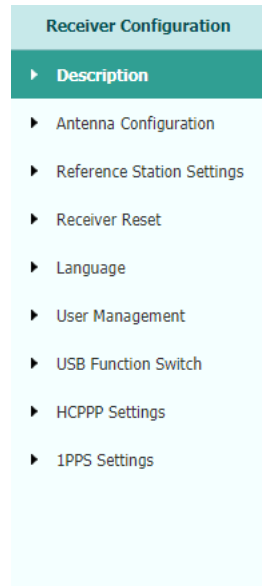 Receiver Configuration
Description
Antenna Configuration
Reference Station Settings
Receiver Reset
Language
User Management
USB Function Switch
HCPPP Settings
1PPS Settings